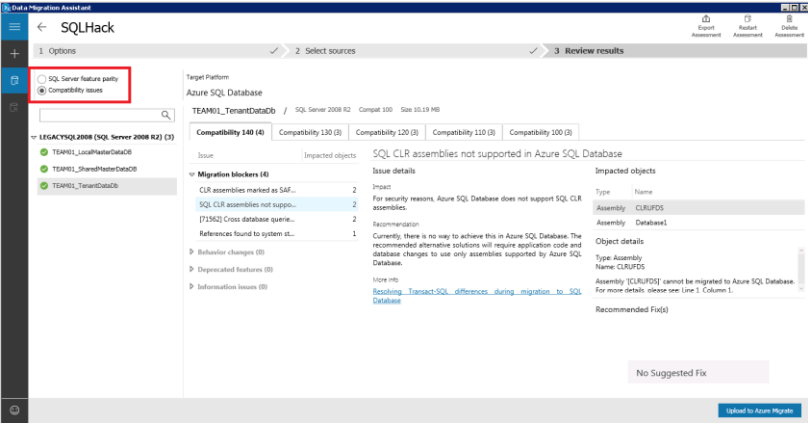 Data Migration Assistant
SQLHack
Export Assessment
Restart Assessment
Delete Assessment
1 Options
2 Select sources
3 Review results
SQL Server feature parity
Compatibility issues
LEGACYSQL2008 (SQL Server 2008 R2) (3)
TEAM01_LocalMasterDataDB
TEAM01_SharedMasterDataDB
TEAM01_TenantDataDb
Target Platform
Azure SQL Database
TEAM01_TenantDataDb / SQL Server 2008 R2 Compat 100 Size 10.19 MB
Compatibility 140 (4) Compatibility 130 (3) Compatibility 120 (3) Compatibility 110 (3) Compatibility 100 (3)
Issue Impacted objects
Migration blockers (4)
CLR assemblies marked as SAF... 2
SQL CLR assemblies not suppo... 2
[71562] Cross database querie... 2
References found to system st... 1
Behavior changes (0)
Deprecated features (0)
Information issues (0)
SQL CLR assemblies not supported in Azure SQL Database
Issue details
Impact
For security reasons, Azure SQL Database does not support SQL CLR
assemblies.
Recommendation
Currently, there is no way to achieve this in Azure SQL Database. The
recommended alternative solutions will require application code and
database changes to use only assemblies supported by Azure SQL
Database.
More info
Resolving Transact-SQL differences during migration to SQL
Database
Impacted objects
Type Name
Assembly CLRUFDS
Assembly Database1
Object details
Type: Assembly
Name: CLRUFDS
Assembly '[CLRUFDS]' cannot be migrated to Azure SQL Database.
For more details, please see: Line 1, Column 1.
Recommended Fix(s)
No Suggested Fix
Upload to Azure Migrate